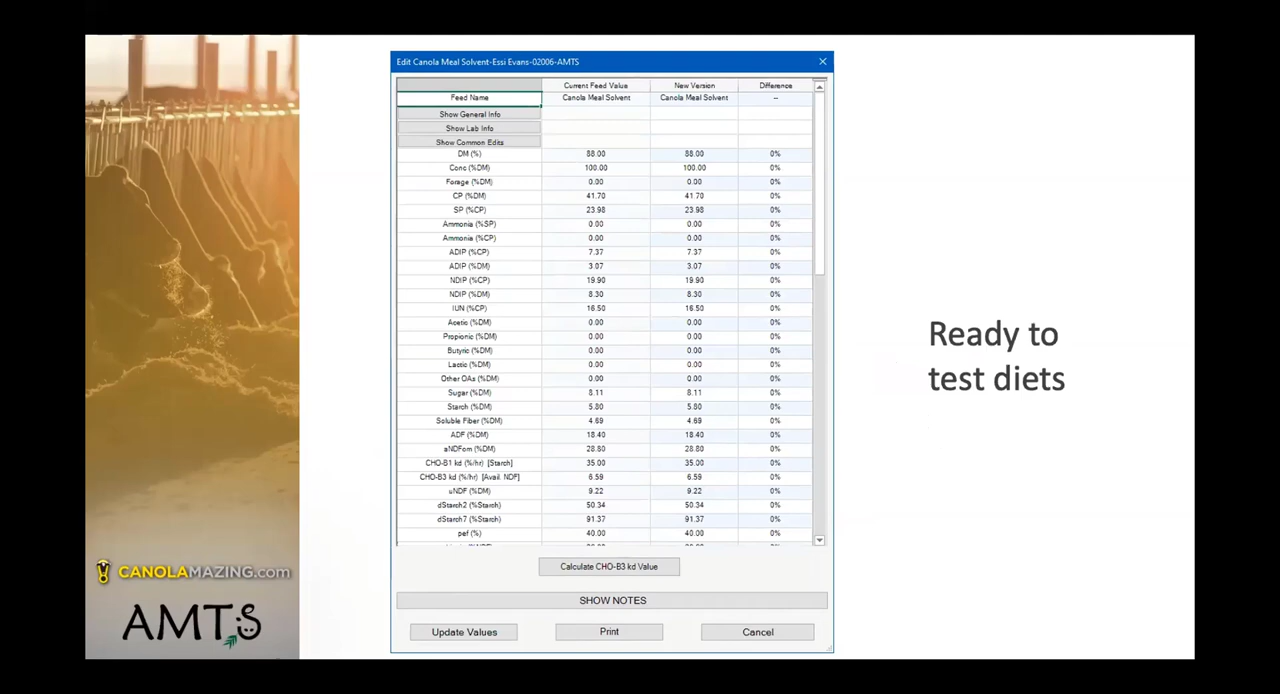 Edit Canola Meal Solvent-Essi Evans-02006-AMTS
Current Feed Value New Version Difference
Feed Name Canola Meal Solvent Canola Meal Solvent --
Show General Info
Show Lab Info
Show Common Edits
DM (%) 88.00 88.00 0%
Conc (%DM) 100.00 100.00 0%
Forage (%DM) 0.00 0.00 0%
CP (%DM) 41.70 41.70 0%
SP (%CP) 23.98 23.98 0%
Ammonia (%SP) 0.00 0.00 0%
Ammonia (%CP) 0.00 0.00 0%
ADIP (%CP) 7.37 7.37 0%
ADIP (%DM) 3.07 3.07 0%
NDIP (%CP) 19.90 19.90 0%
NDIP (%DM) 8.30 8.30 0%
IUN (%CP) 16.50 16.50 0%
Acetic (%DM) 0.00 0.00 0%
Propionic (%DM) 0.00 0.00 0%
Butyric (%DM) 0.00 0.00 0%
Lactic (%DM) 0.00 0.00 0%
Other OAs (%DM) 0.00 0.00 0%
Sugar (%DM) 8.11 8.11 0%
Starch (%DM) 5.80 5.80 0%
Soluble Fiber (%DM) 4.69 4.69 0%
ADF (%DM) 18.40 18.40 0%
aNDFom (%DM) 28.80 28.80 0%
CHO-B1 kd (%/hr) [Starch] 35.00 35.00 0%
CHO-B3 kd (%/hr) [Avail. NDF] 6.59 6.59 0%
uNDF (%DM) 9.22 9.22 0%
dStarch2 (%Starch) 50.34 50.34 0%
dStarch7 (%Starch) 91.37 91.37 0%
pef (%) 40.00 40.00 0%
Calculate CHO-B3 kd Value
SHOW NOTES
Update Values Print Cancel
Ready to
test diets
CANOLAMAZING.com
AMTS